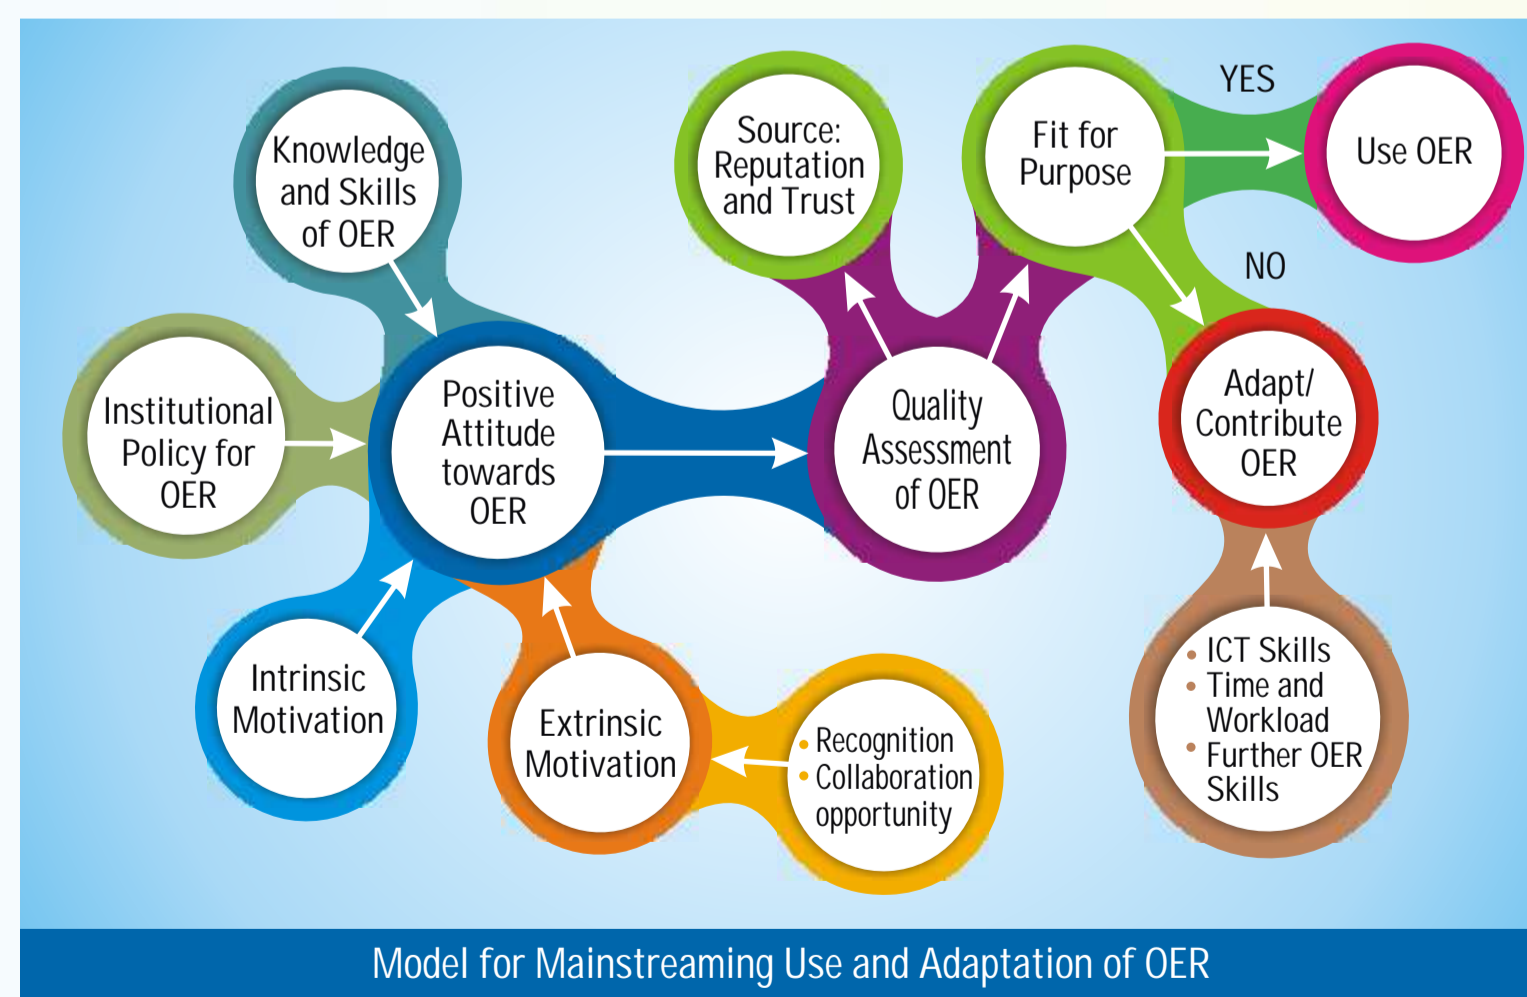 Knowledge
and Skills
of OER
Institutional
Policy for
OER
Positive
Attitude
towards
OER
Intrinsic
Motivation
Extrinsic
Motivation
• Recognition
• Collaboration
opportunity
Source:
Reputation
and Trust
Quality
Assessment
of OER
Fit for
Purpose
YES
Use OER
NO
Adapt/
Contribute
OER
• ICT Skills
• Time and
Workload
• Further OER
Skills
Model for Mainstreaming Use and Adaptation of OER